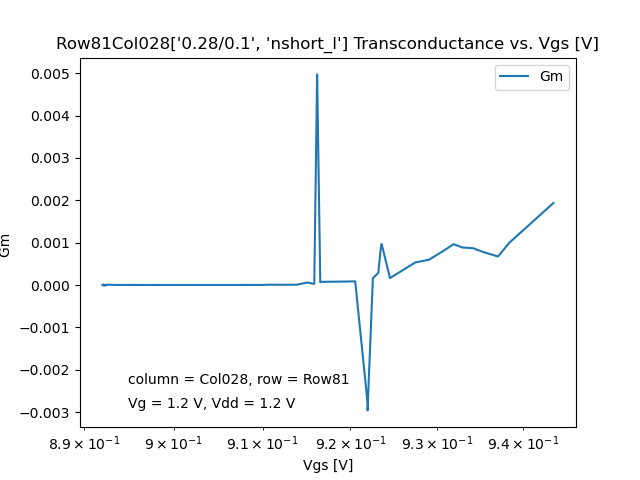 Row81Col028['0.28/0.1', 'nshort_l'] Transconductance vs. Vgs [V]
Gm
0.005
0.004
0.003
0.002
0.001
0.000
−0.001
−0.002
−0.003
Gm
column = Col028, row = Row81
Vg = 1.2 V, Vdd = 1.2 V
8.9 × 10⁻¹ 9 × 10⁻¹ 9.1 × 10⁻¹ 9.2 × 10⁻¹ 9.3 × 10⁻¹ 9.4 × 10⁻¹
Vgs [V]